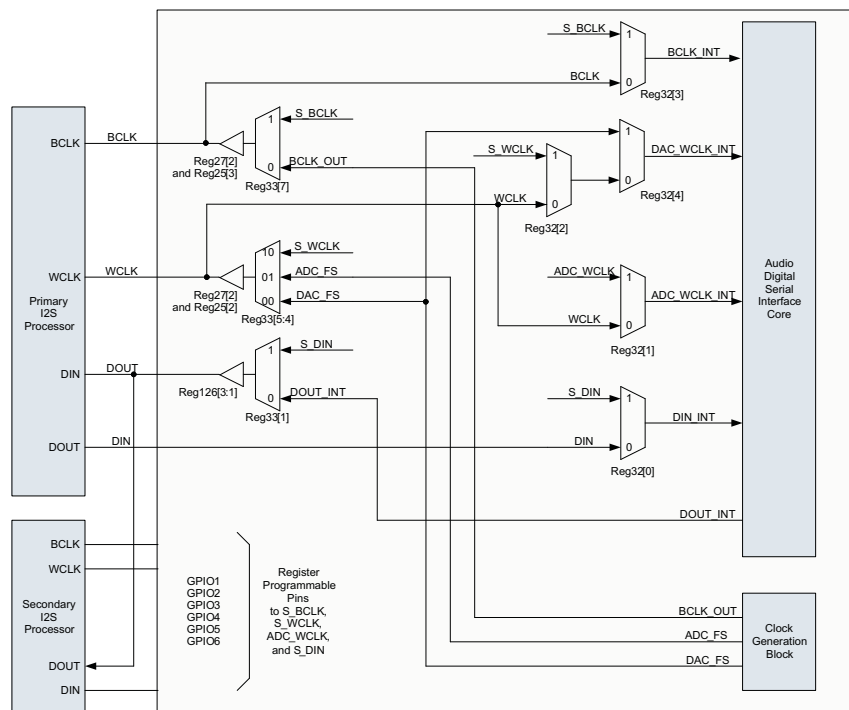 S_BCLK
1
BCLK_INT
BCLK
0
Reg32[3]
S_BCLK
1
BCLK
BCLK
Reg27[2]
and Reg25[3]
0
BCLK_OUT
Reg33[7]
1
DAC_WCLK_INT
S_WCLK
1
0
Reg32[4]
WCLK
0
Reg32[2]
S_WCLK
10
WCLK
WCLK
ADC_FS
01
Reg27[2]
and Reg25[2]
DAC_FS
00
Reg33[5:4]
ADC_WCLK
1
ADC_WCLK_INT
WCLK
0
Reg32[1]
Primary
I2S
Processor
Audio
Digital
Serial
Interface
Core
S_DIN
1
DIN
DOUT
Reg126[3:1]
DOUT_INT
0
Reg33[1]
S_DIN
1
DIN_INT
DOUT
DIN
DIN
0
Reg32[0]
DOUT_INT
BCLK
WCLK
Secondary
I2S
Processor
DOUT
DIN
GPIO1
GPIO2
GPIO3
GPIO4
GPIO5
GPIO6
Register
Programmable
Pins
to S_BCLK,
S_WCLK,
ADC_WCLK,
and S_DIN
BCLK_OUT
ADC_FS
DAC_FS
Clock
Generation
Block